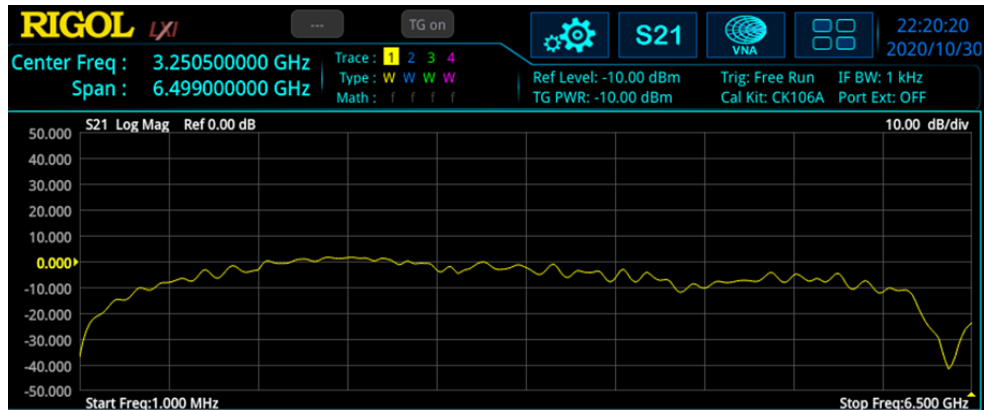 RIGOL LXI --- TG on S21 VNA 22:20:20
2020/10/30
Center Freq : 3.250500000 GHz
Span : 6.499000000 GHz
Trace : 1 2 3 4
Type : W W W W
Math : f f f f
Ref Level: -10.00 dBm Trig: Free Run IF BW: 1 kHz
TG PWR: -10.00 dBm Cal Kit: CK106A Port Ext: OFF
S21 Log Mag Ref 0.00 dB 10.00 dB/div
50.000
40.000
30.000
20.000
10.000
0.000
-10.000
-20.000
-30.000
-40.000
-50.000
Start Freq:1.000 MHz Stop Freq:6.500 GHz